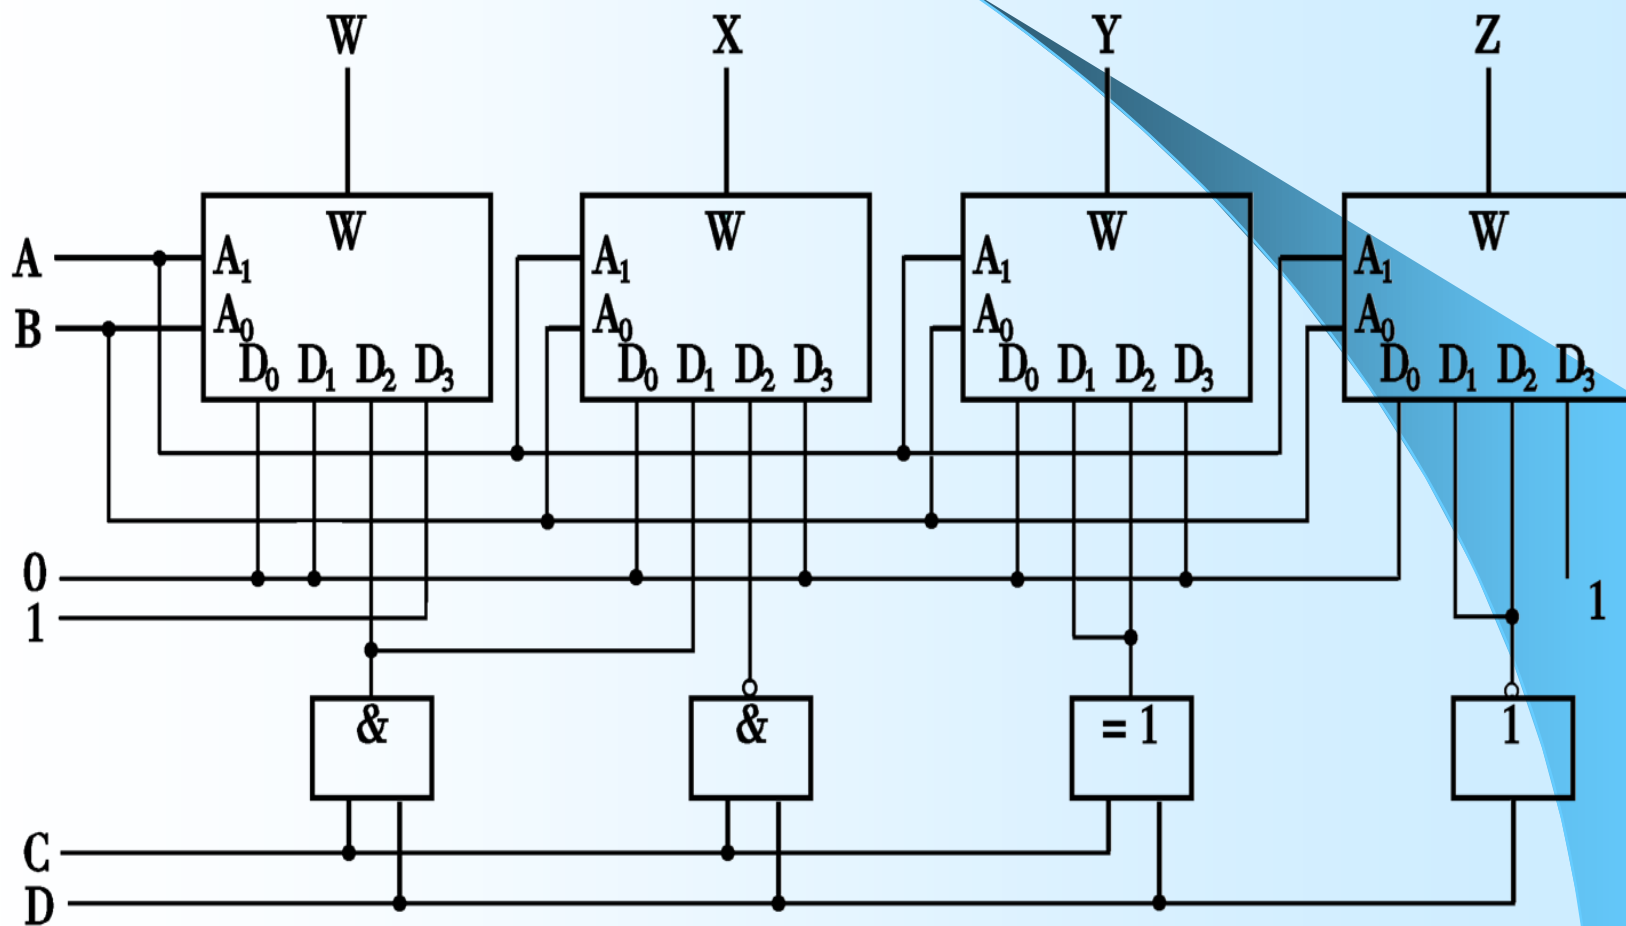 W X Y Z
W W W W
A A₁ A₁ A₁ A₁
B A₀ A₀ A₀ A₀
D₀ D₁ D₂ D₃ D₀ D₁ D₂ D₃ D₀ D₁ D₂ D₃ D₀ D₁ D₂ D₃
0
1 1
& & = 1 1
C
D